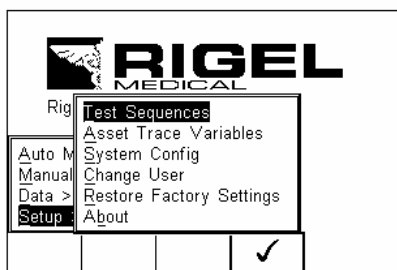 RIGEL
MEDICAL
Rig
Test Sequences
Asset Trace Variables
System Config
Change User
Restore Factory Settings
About
Auto M
Manual
Data >
Setup